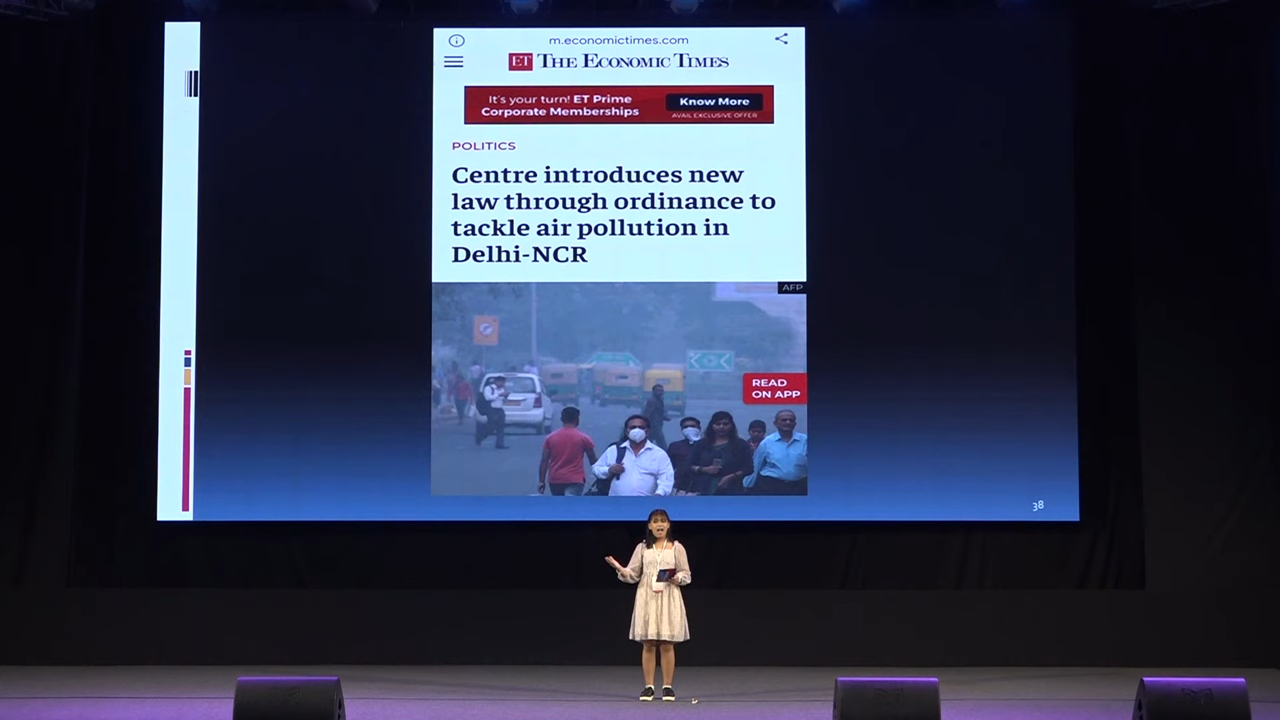 m.economictimes.com
ET THE ECONOMIC TIMES
It's your turn! ET Prime
Corporate Memberships
Know More
AVAIL EXCLUSIVE OFFER
POLITICS
Centre introduces new
law through ordinance to
tackle air pollution in
Delhi-NCR
AFP
READ
ON APP
38